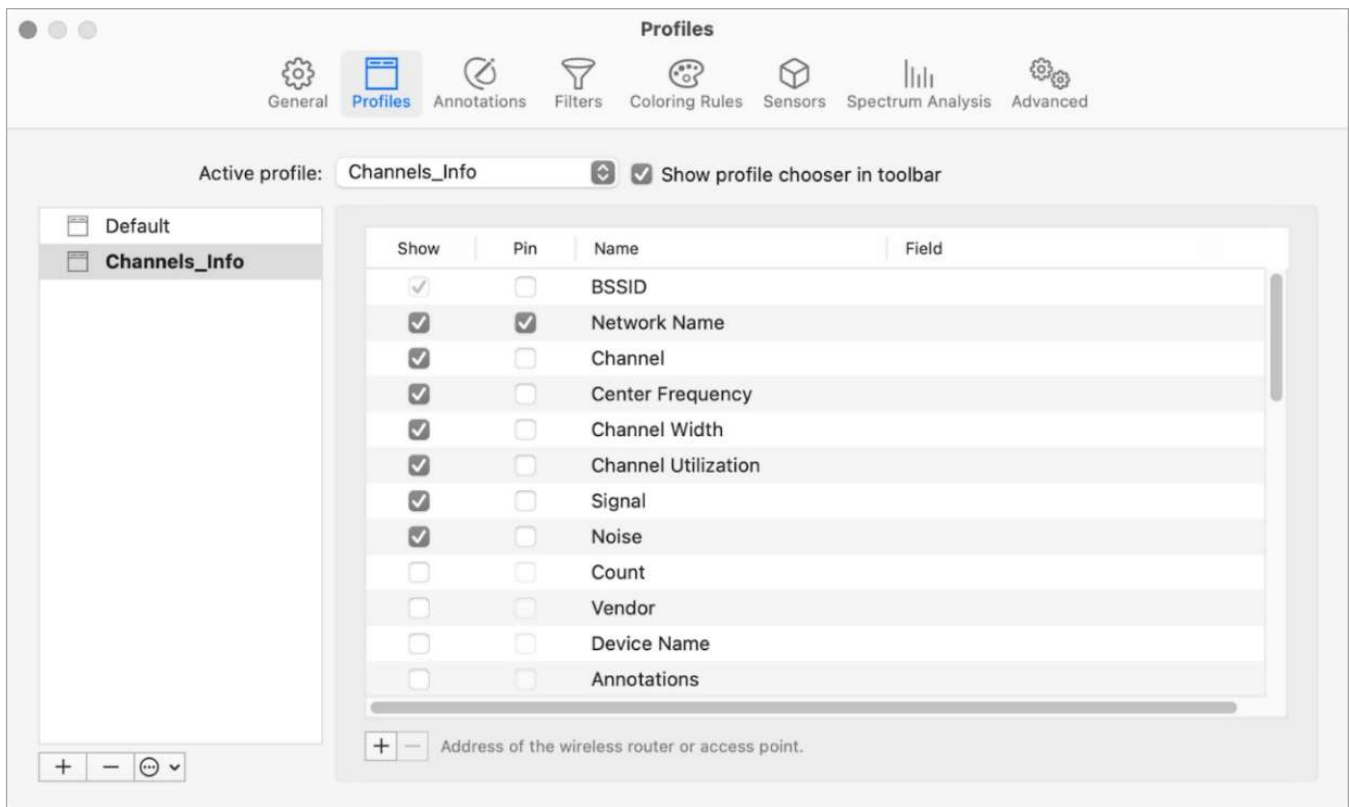 Profiles
General Profiles Annotations Filters Coloring Rules Sensors Spectrum Analysis Advanced
Active profile: Channels_Info Show profile chooser in toolbar
Default
Channels_Info
Show Pin Name Field
BSSID
Network Name
Channel
Center Frequency
Channel Width
Channel Utilization
Signal
Noise
Count
Vendor
Device Name
Annotations
Address of the wireless router or access point.